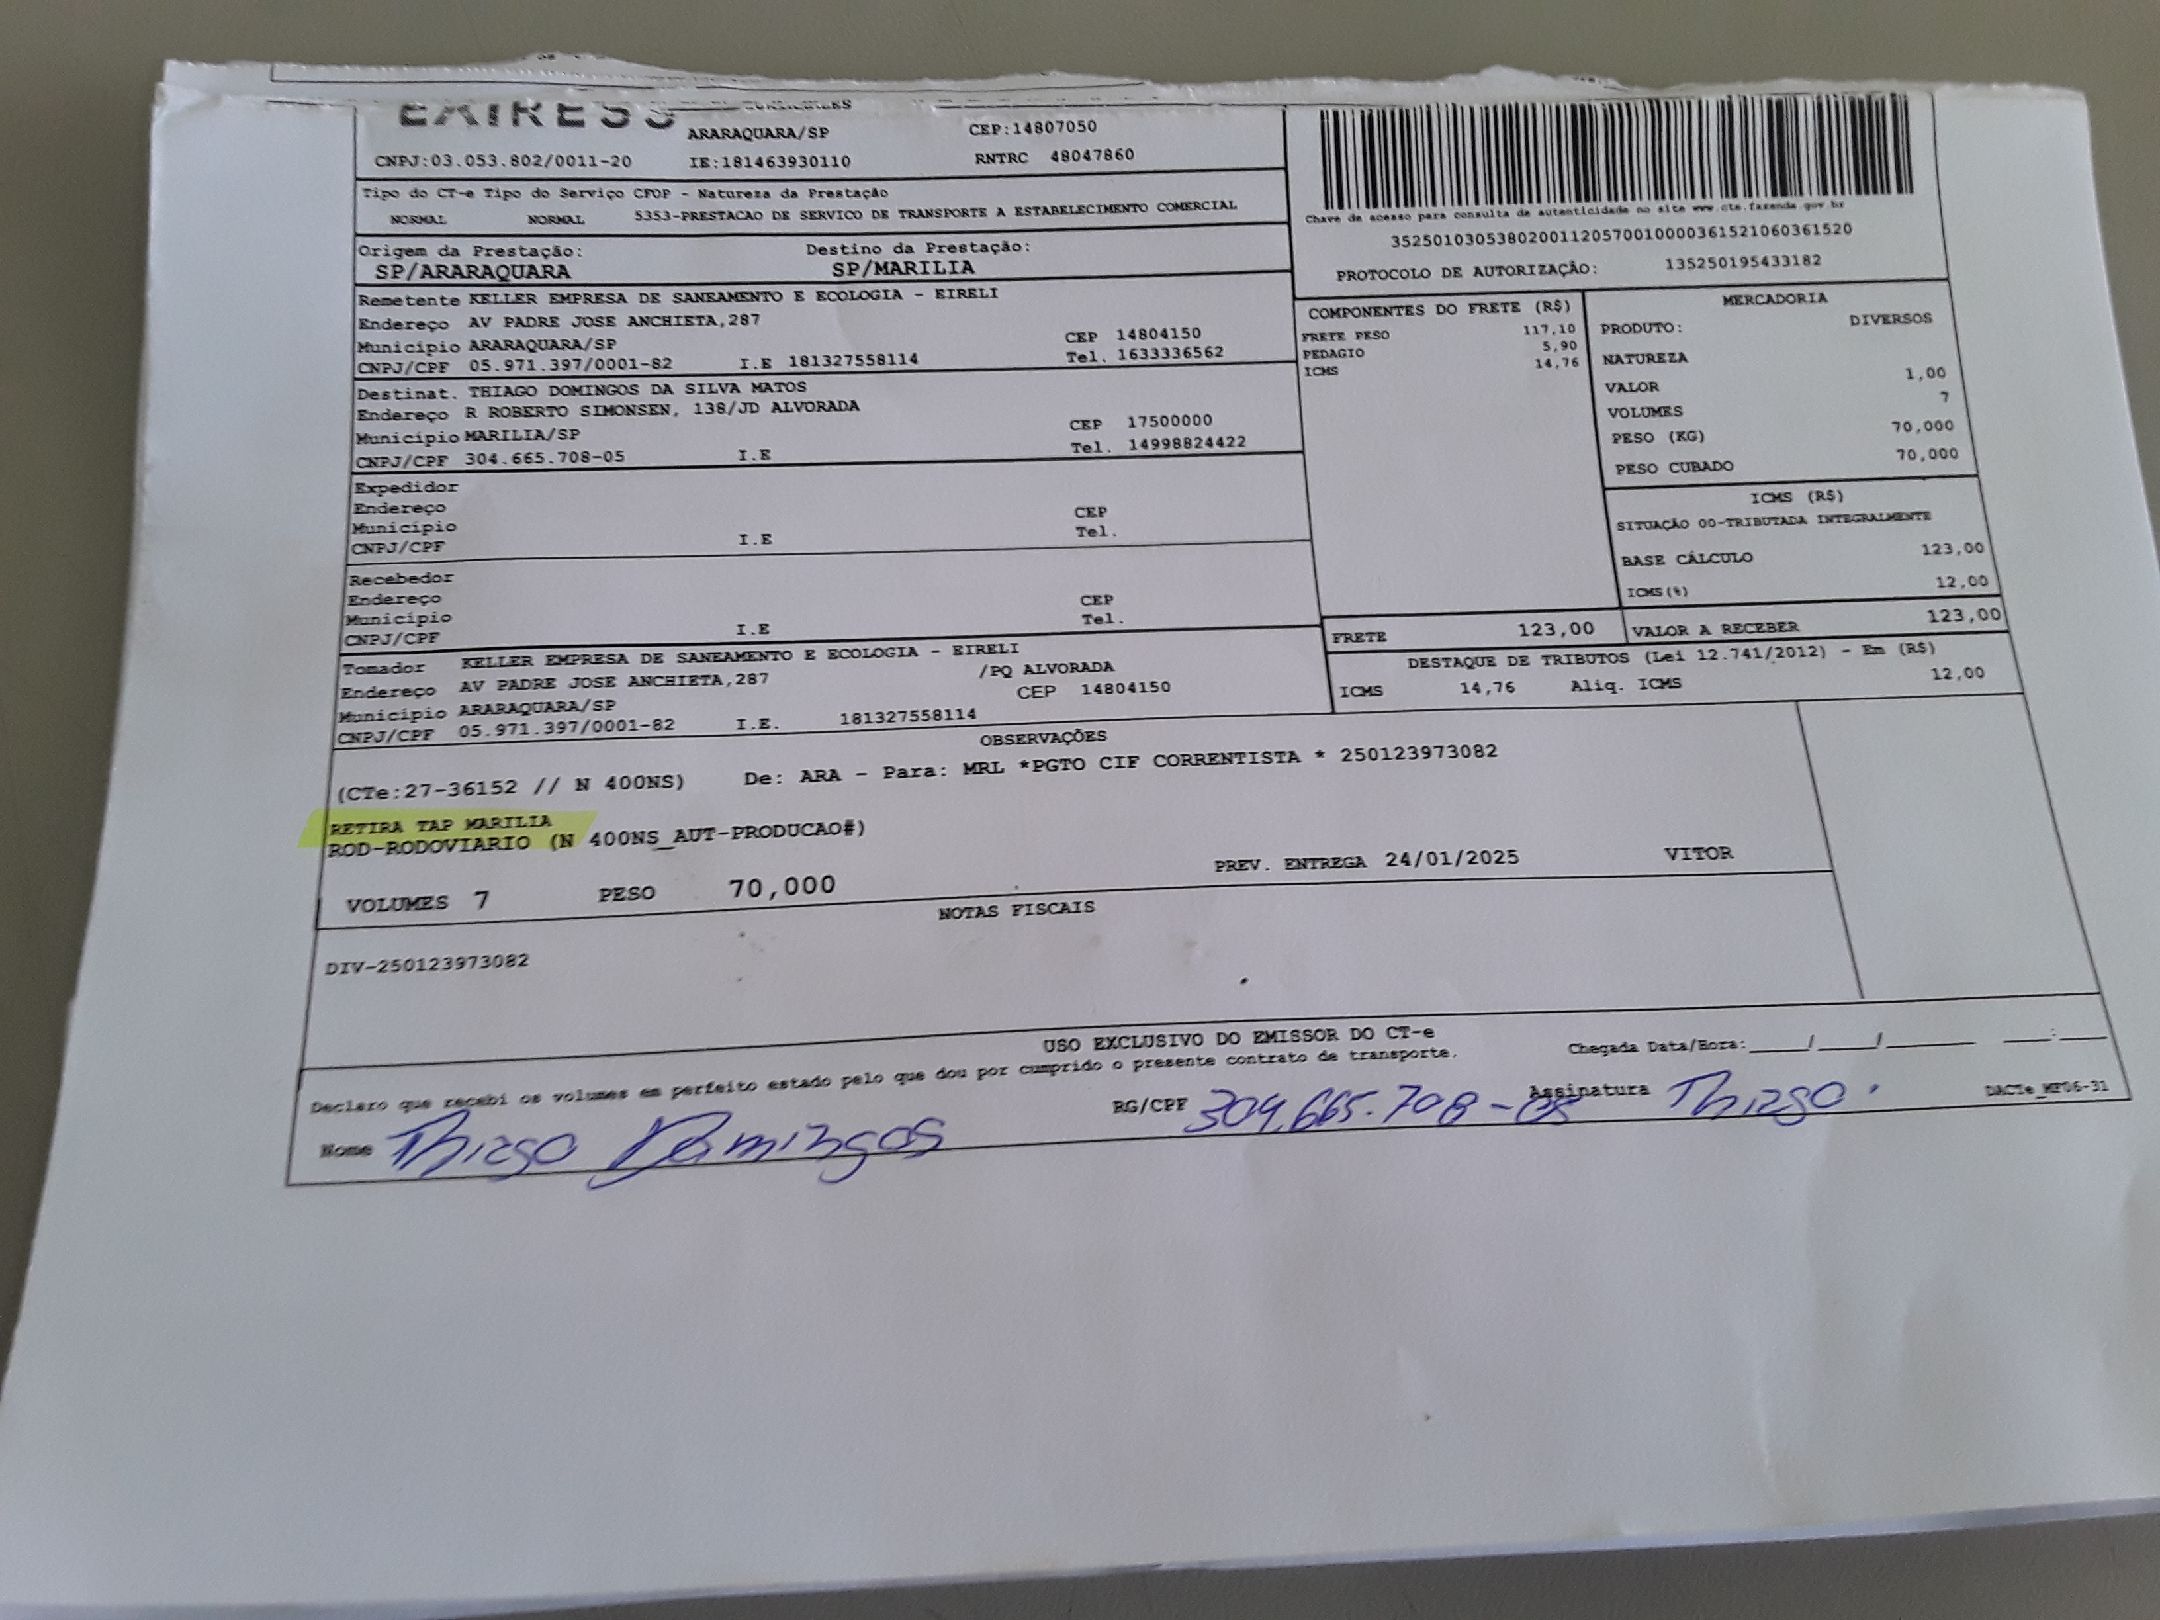 EXPRESS
ARARAQUARA/SP CEP:14807050
CNPJ:03.053.802/0011-20 IE:181463930110 RNTRC 48047860
Tipo do CT-e Tipo do Serviço CFOP - Natureza da Prestação
NORMAL NORMAL 5353-PRESTACAO DE SERVICO DE TRANSPORTE A ESTABELECIMENTO COMERCIAL
Origem da Prestação: Destino da Prestação:
SP/ARARAQUARA SP/MARILIA
Remetente KELLER EMPRESA DE SANEAMENTO E ECOLOGIA - EIRELI
Endereço AV PADRE JOSE ANCHIETA,287
Município ARARAQUARA/SP CEP 14804150
CNPJ/CPF 05.971.397/0001-82 I.E 181327558114 Tel. 1633336562
Destinat. THIAGO DOMINGOS DA SILVA MATOS
Endereço R ROBERTO SIMONSEN, 138/JD ALVORADA
Município MARILIA/SP CEP 17500000
CNPJ/CPF 304.665.708-05 I.E Tel. 14998824422
Expedidor
Endereço
Município CEP
CNPJ/CPF I.E Tel.
Recebedor
Endereço
Município CEP
CNPJ/CPF I.E Tel.
Tomador KELLER EMPRESA DE SANEAMENTO E ECOLOGIA - EIRELI
Endereço AV PADRE JOSE ANCHIETA,287 /PQ ALVORADA
Município ARARAQUARA/SP CEP 14804150
CNPJ/CPF 05.971.397/0001-82 I.E. 181327558114
Chave de acesso para consulta de autenticidade no site www.cte.fazenda.gov.br
35250103053802001120570010000361521060361520
PROTOCOLO DE AUTORIZAÇÃO: 135250195433182
COMPONENTES DO FRETE (R$)
FRETE PESO 117,10
PEDAGIO 5,90
ICMS 14,76
MERCADORIA
PRODUTO: DIVERSOS
NATUREZA
VALOR 1,00
VOLUMES 7
PESO (KG) 70,000
PESO CUBADO 70,000
ICMS (R$)
SITUAÇÃO 00-TRIBUTADA INTEGRALMENTE
BASE CÁLCULO 123,00
ICMS(%) 12,00
FRETE 123,00 VALOR A RECEBER 123,00
DESTAQUE DE TRIBUTOS (Lei 12.741/2012) - Em (R$)
ICMS 14,76 Aliq. ICMS 12,00
OBSERVAÇÕES
(CTe:27-36152 // N 400NS) De: ARA - Para: MRL *PGTO CIF CORRENTISTA * 250123973082
RETIRA TAP MARILIA
ROD-RODOVIARIO (N 400NS_AUT-PRODUCAO#)
VOLUMES 7 PESO 70,000 PREV. ENTREGA 24/01/2025 VITOR
NOTAS FISCAIS
DIV-250123973082
USO EXCLUSIVO DO EMISSOR DO CT-e
Declaro que recebi os volumes em perfeito estado pelo que dou por cumprido o presente contrato de transporte. Chegada Data/Hora:____/____/______ ___:___
Nome Thiago Domingos RG/CPF 304.665.708-05 Assinatura Thiago. DACTe_MF06-31